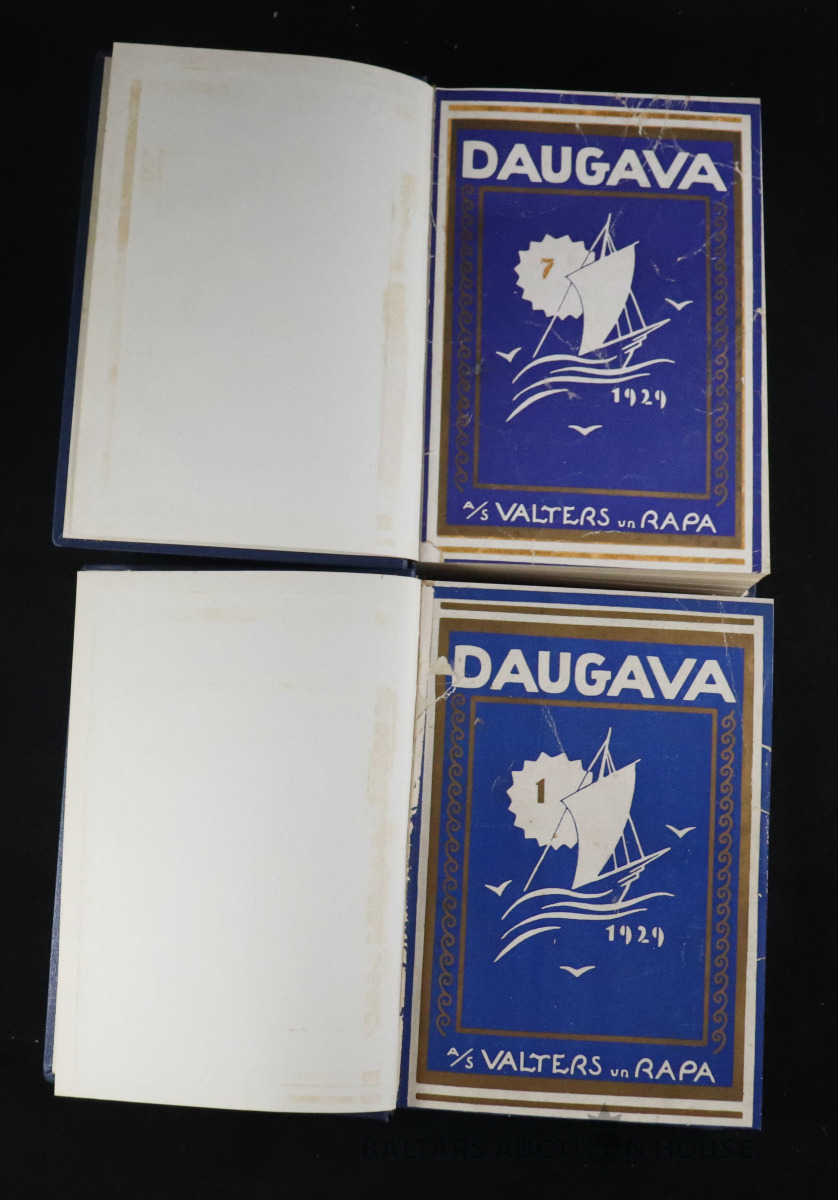 DAUGAVA
7
1929
A/S VALTERS un RAPA
DAUGAVA
1
1929
A/S VALTERS un RAPA
BALTARS AUCTION HOUSE